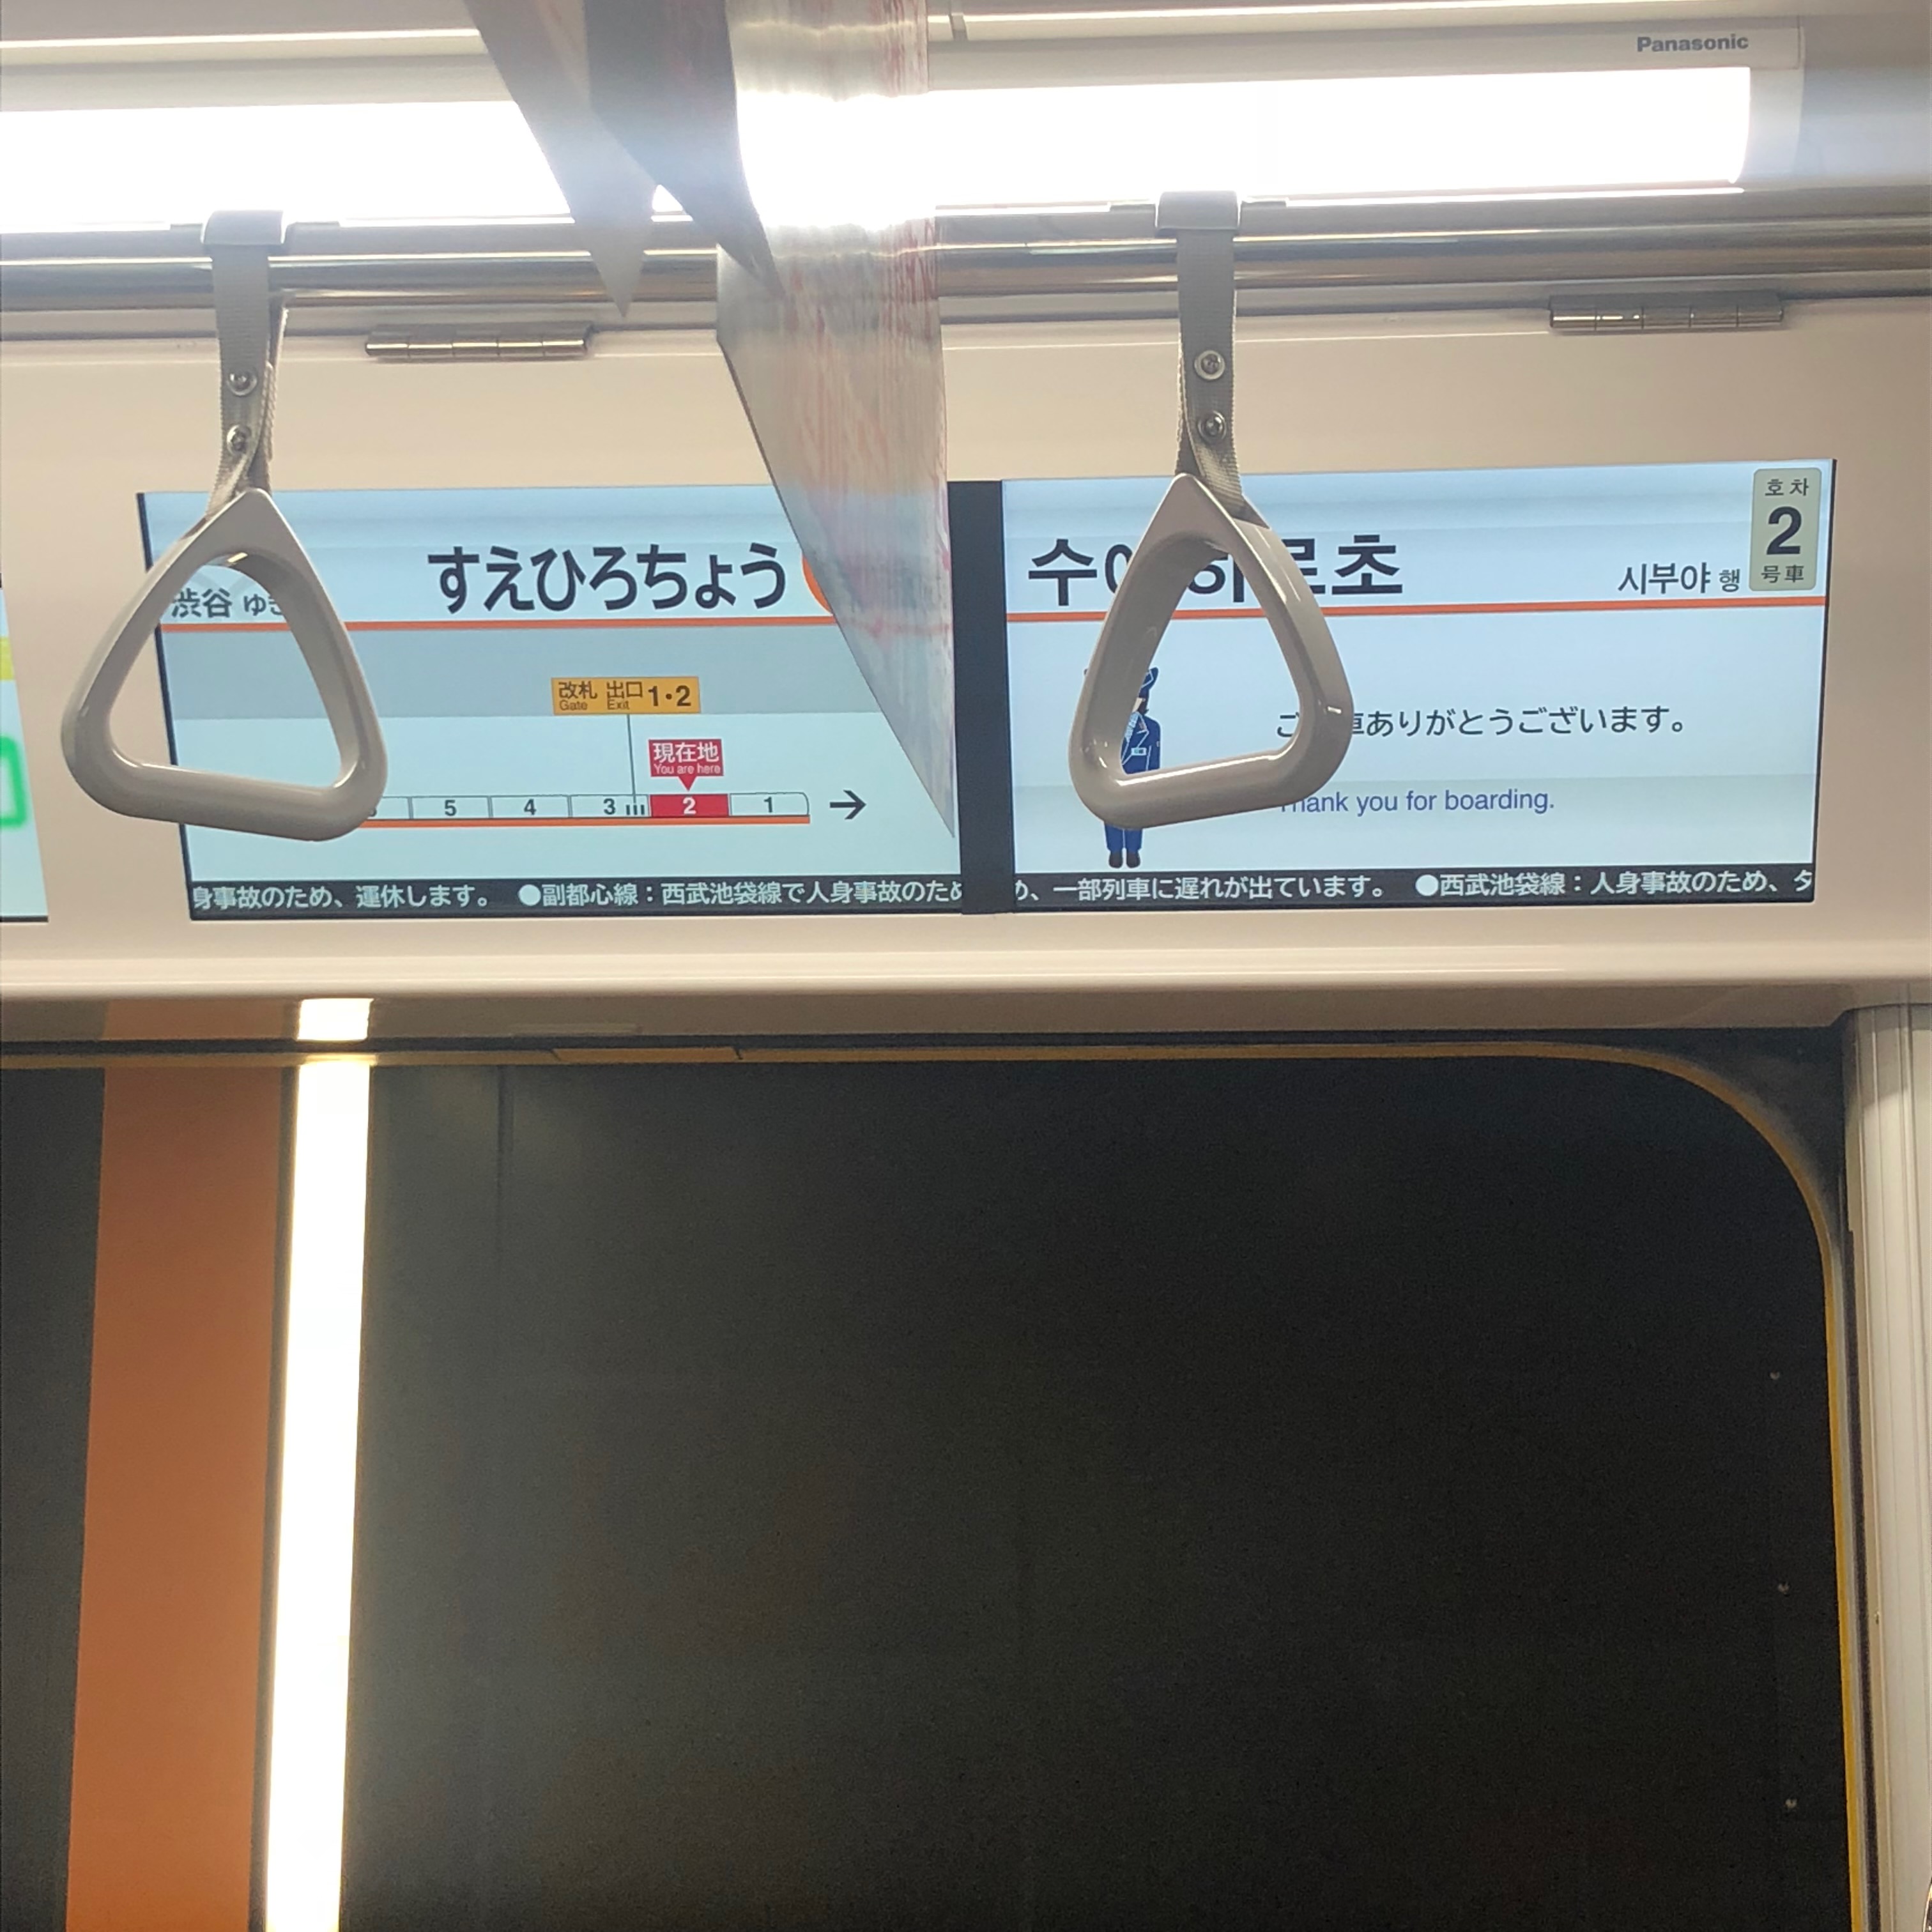 Panasonic
すえひろちょう
渋谷
改札 出口 1・2
Gate Exit
現在地
You are here
5 4 3 2 1 →
身事故のため、運休します。 ●副都心線：西武池袋線で人身事故のため
호차
2
号車
시부야 행
ありがとうございます。
you for boarding.
、一部列車に遅れが出ています。 ●西武池袋線：人身事故のため、